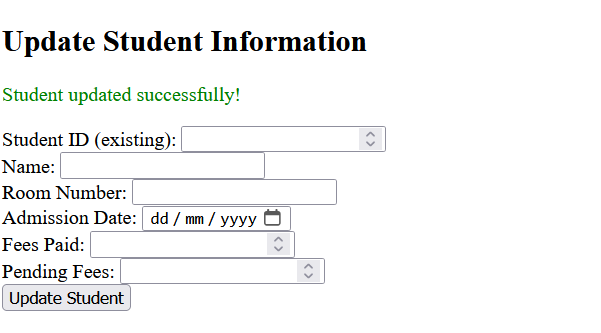 Update Student Information
Student updated successfully!
Student ID (existing):
Name:
Room Number:
Admission Date: dd / mm / yyyy
Fees Paid:
Pending Fees:
Update Student